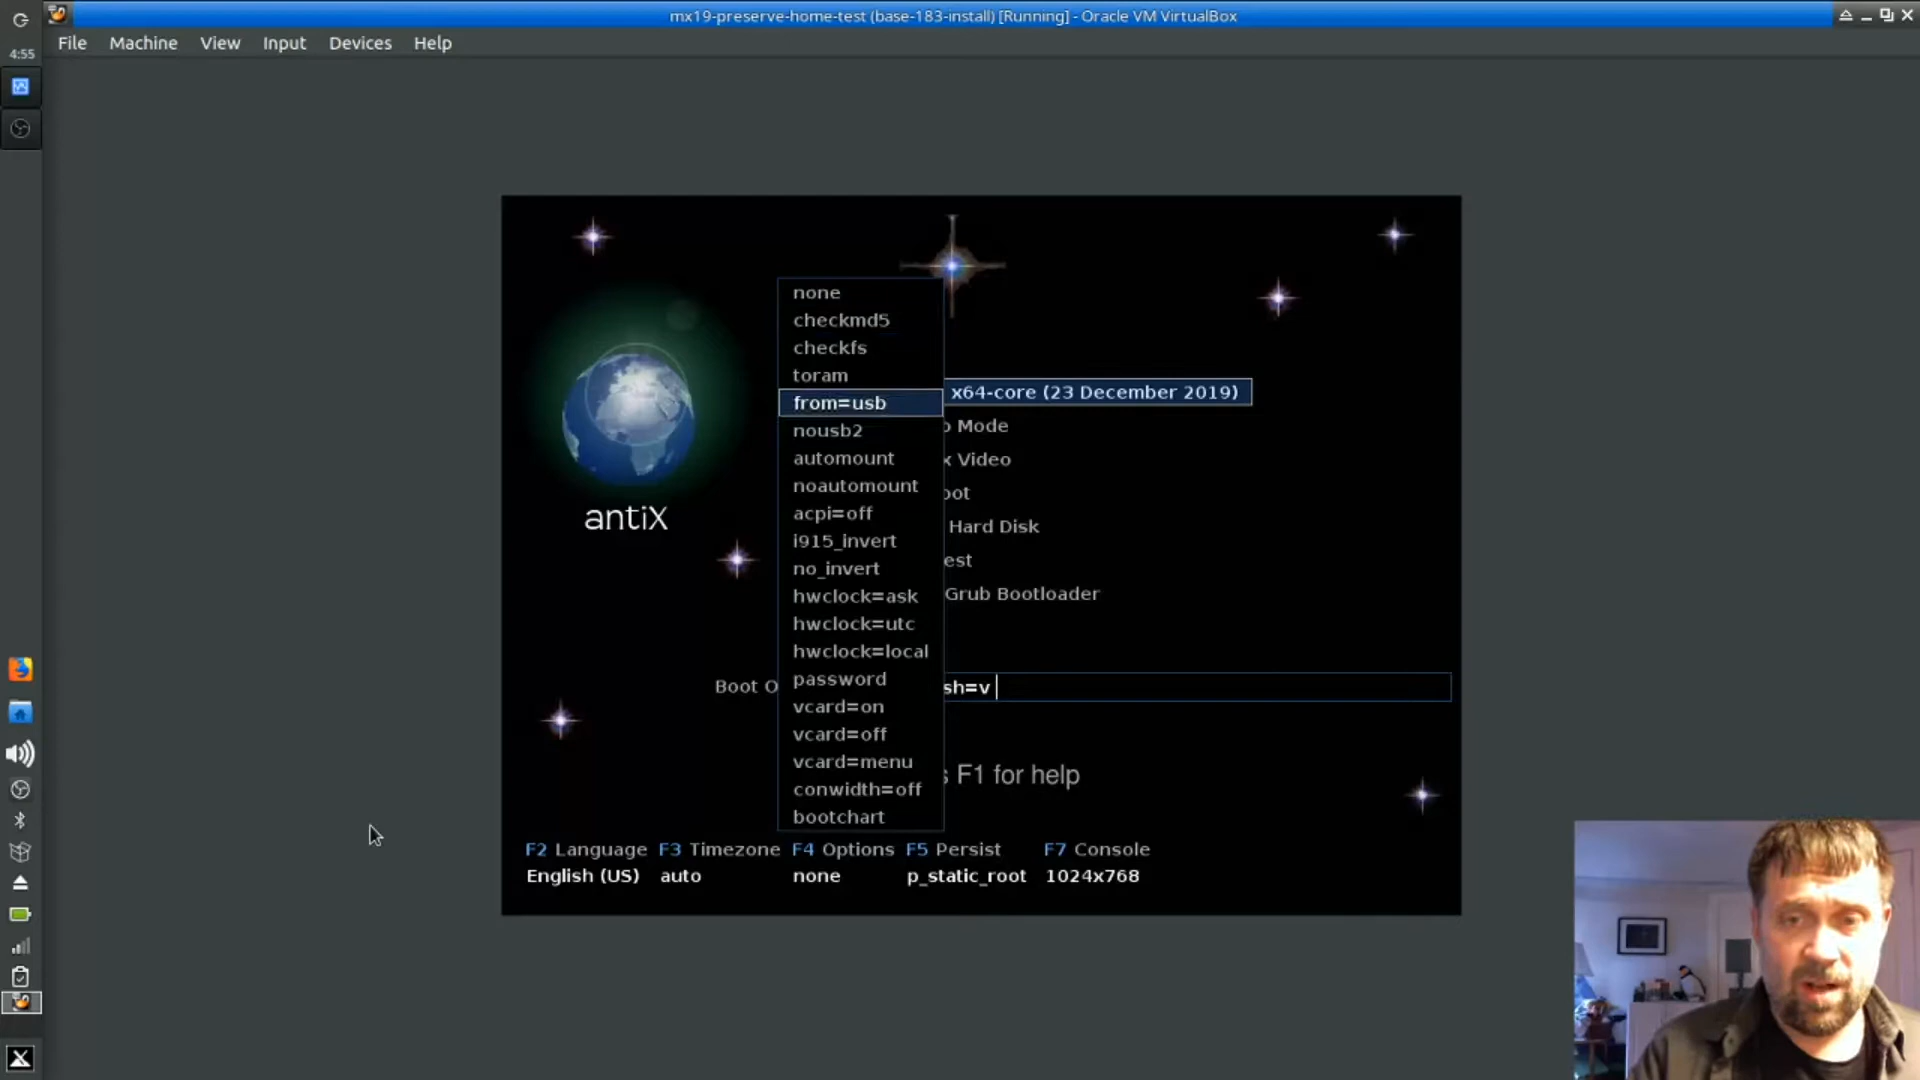 mx19-preserve-home-test (base-183-install) [Running] - Oracle VM VirtualBox
4:55
File Machine View Input Devices Help
none
checkmd5
checkfs
toram
from=usb
nousb2
automount
noautomount
acpi=off
i915_invert
no_invert
hwclock=ask
hwclock=utc
hwclock=local
password
vcard=on
vcard=off
vcard=menu
conwidth=off
bootchart
x64-core (23 December 2019)
Mode
Video
oot
Hard Disk
est
Grub Bootloader
antiX
Boot O
sh=v
s F1 for help
F2 Language F3 Timezone F4 Options F5 Persist F7 Console
English (US) auto none p_static_root 1024x768